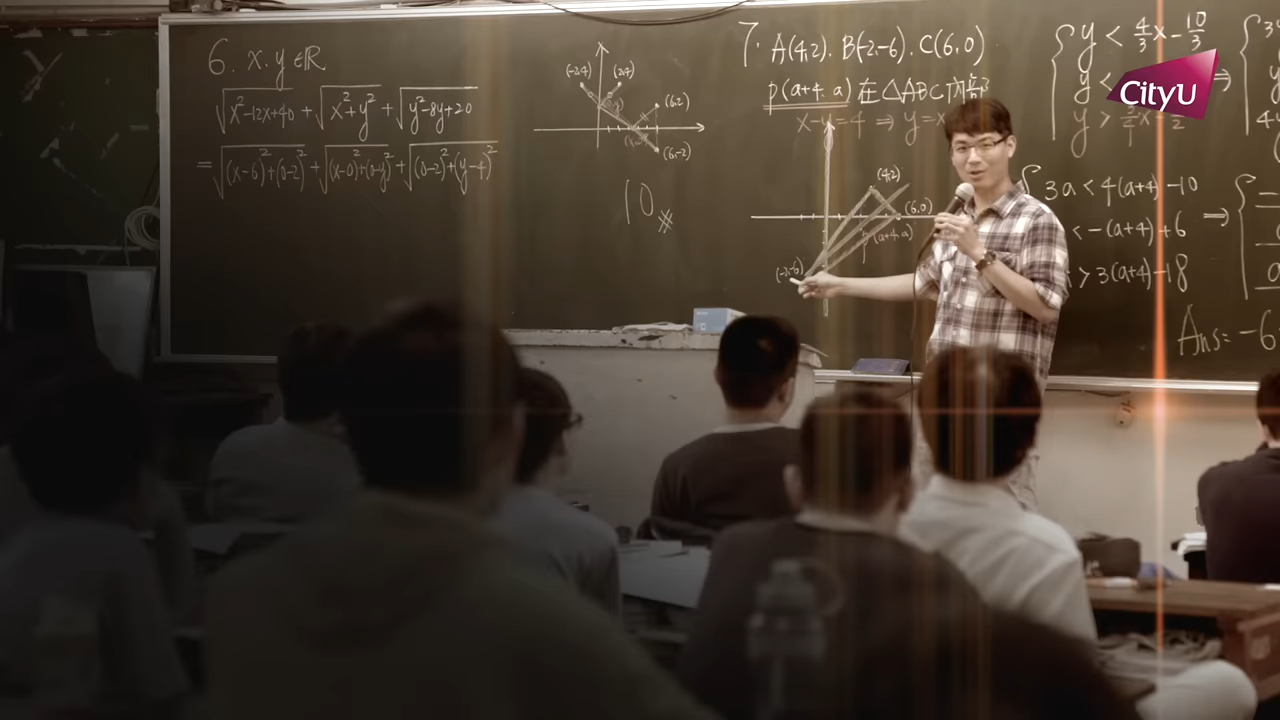 6. x.y ∈ ℝ
√x²-12x+40 + √x²+y² + √y²-8y+20
= √(x-6)²+(0-2)² + √(x-0)²+(0-y)² + √(0-2)²+(y-4)²
(-2,4)
(2,4)
(6,2)
(6,-2)
10 #
7. A(4,2). B(-2,-6). C(6,0)
P(a+4, a) 在△ABC內部
x-y=4 ⇒ y=x
(4,2)
(6,0)
(a+4, a)
(-2,-6)
y < 4/3 x - 10/3
y <
⇒
y >
3a < 4(a+4) -10
< -(a+4) +6
⇒
> 3(a+4) -18
Ans = -6
CityU